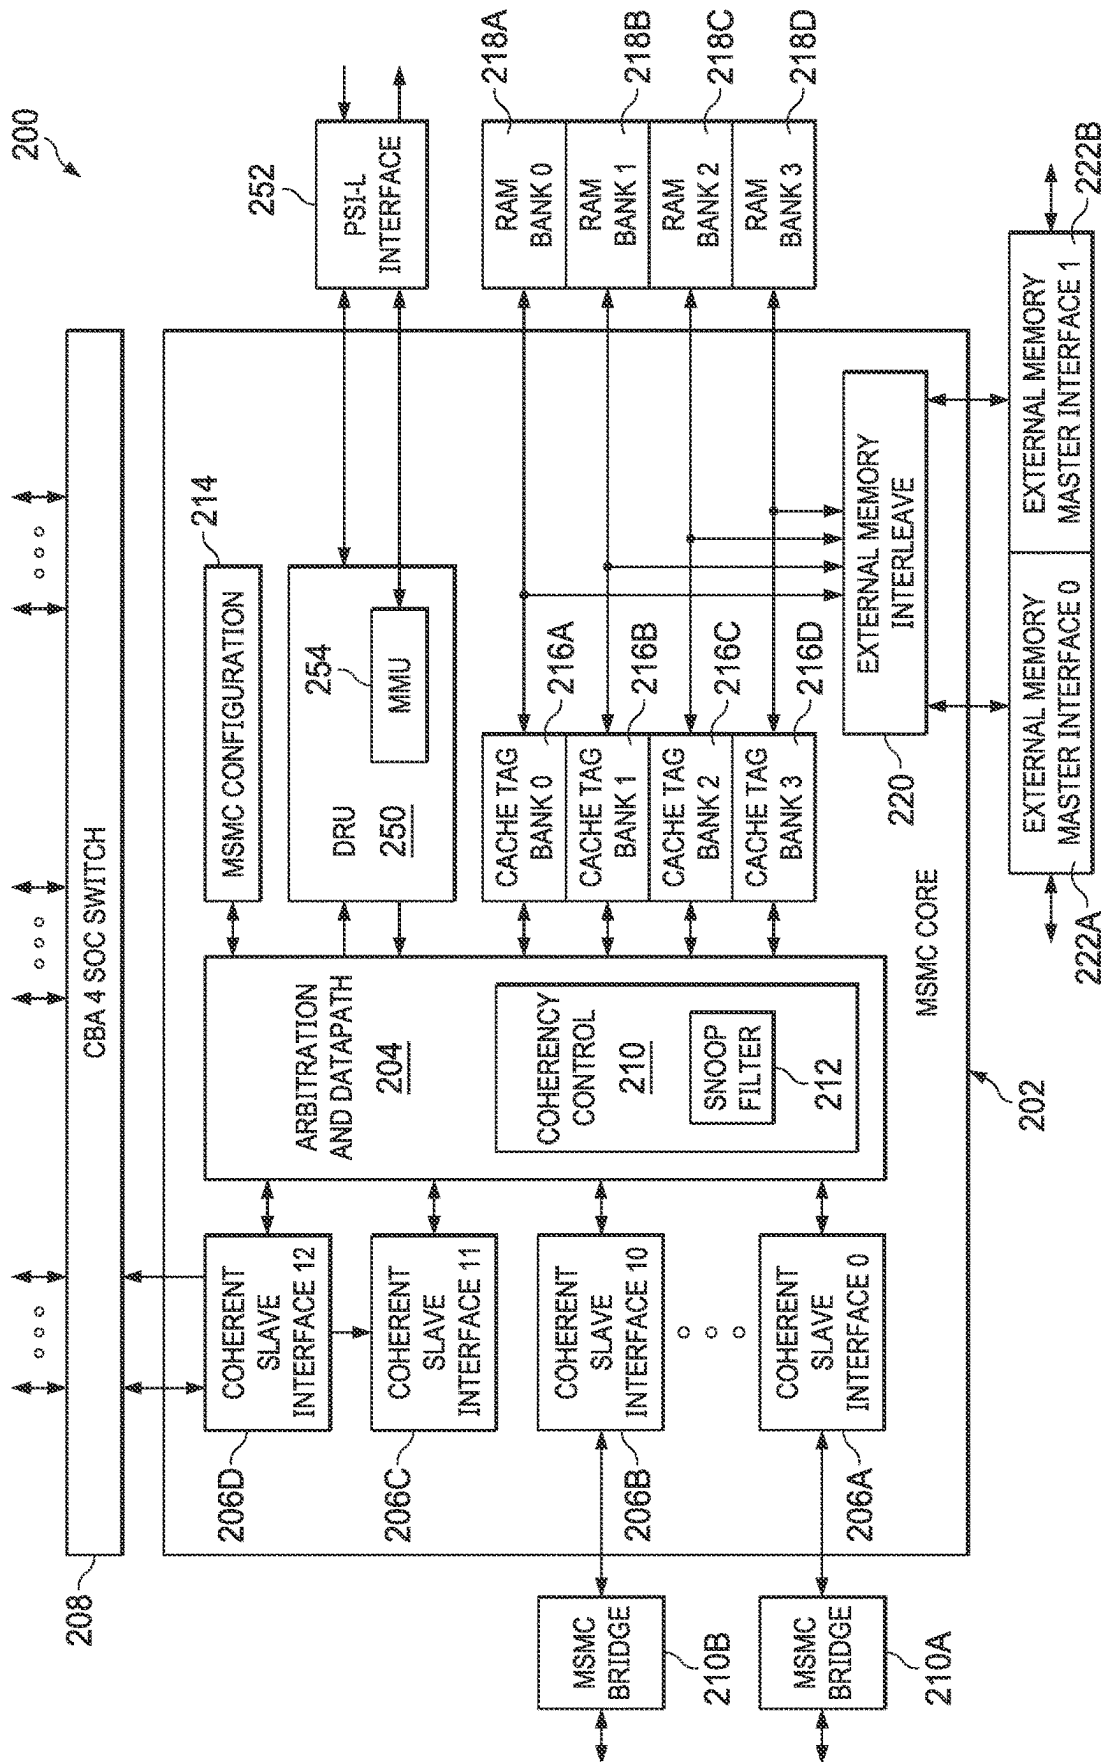 200
CBA 4 SOC SWITCH
208
MSMC CONFIGURATION
214
PSI-L
INTERFACE
252
DRU
250
MMU
254
ARBITRATION
AND DATAPATH
204
COHERENCY
CONTROL
210
SNOOP
FILTER
212
COHERENT
SLAVE
INTERFACE 12
206D
COHERENT
SLAVE
INTERFACE 11
206C
COHERENT
SLAVE
INTERFACE 10
206B
COHERENT
SLAVE
INTERFACE 0
206A
MSMC
BRIDGE
210B
MSMC
BRIDGE
210A
CACHE TAG
BANK 0
216A
CACHE TAG
BANK 1
216B
CACHE TAG
BANK 2
216C
CACHE TAG
BANK 3
216D
RAM
BANK 0
218A
RAM
BANK 1
218B
RAM
BANK 2
218C
RAM
BANK 3
218D
EXTERNAL MEMORY
INTERLEAVE
220
MSMC CORE
202
EXTERNAL MEMORY
MASTER INTERFACE 0
222A
EXTERNAL MEMORY
MASTER INTERFACE 1
222B